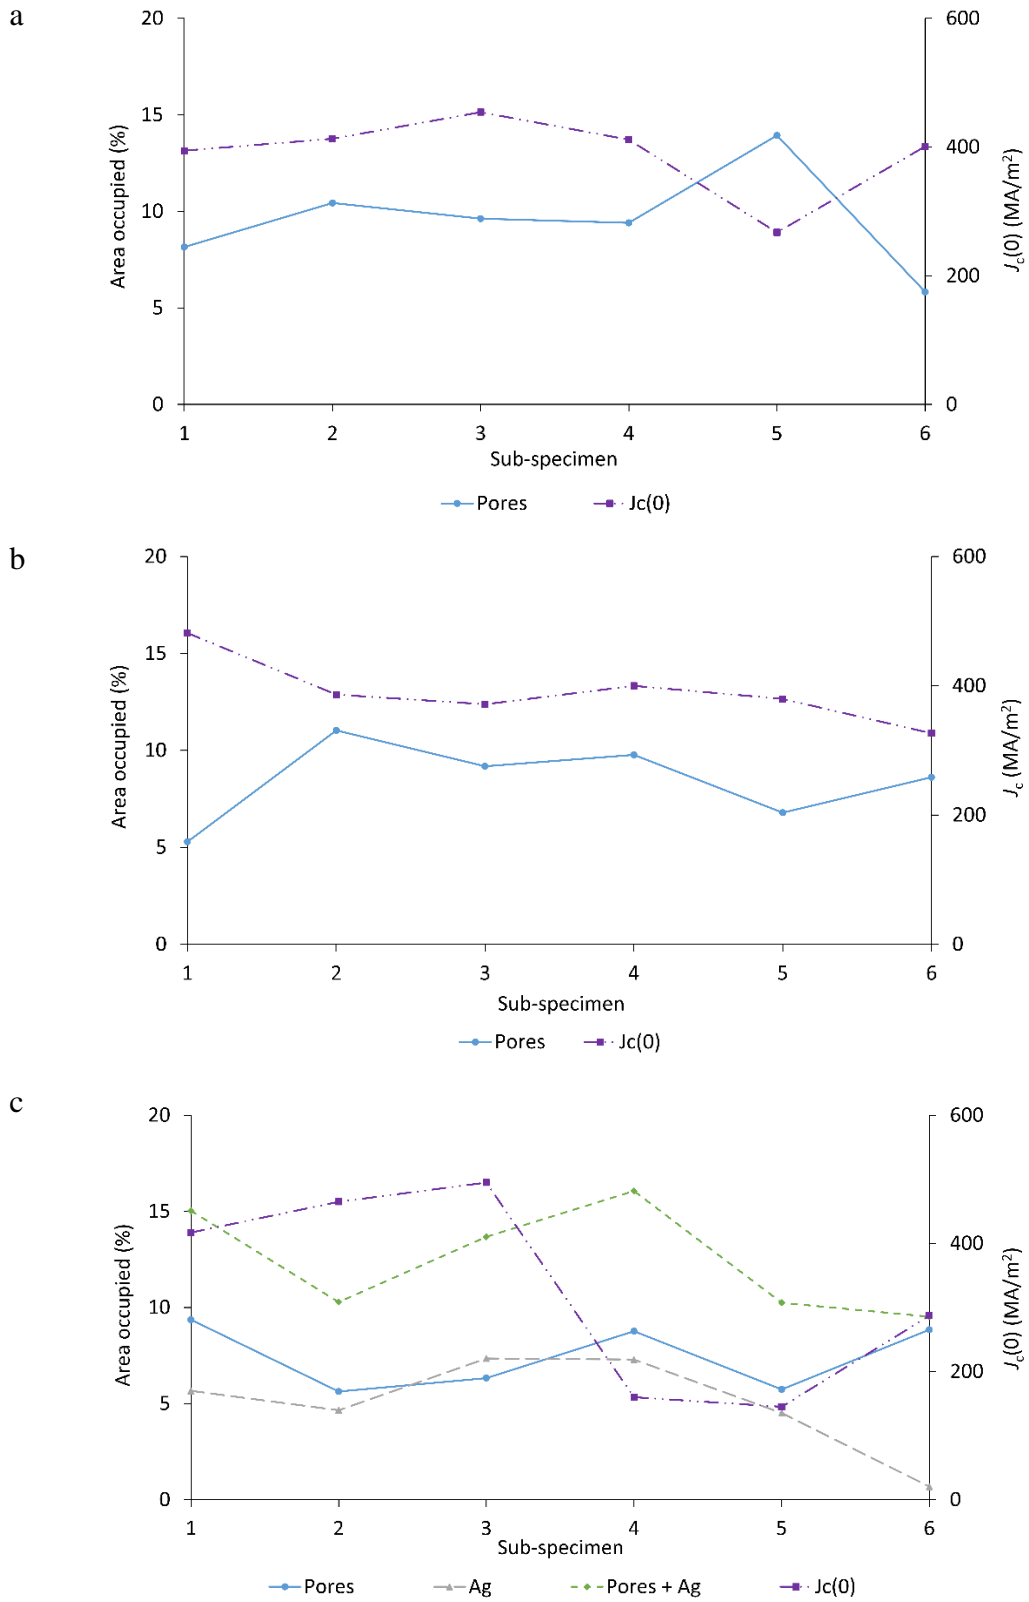 a
20
15
10
5
0
Area occupied (%)
600
400
200
0
Jc(0) (MA/m²)
1 2 3 4 5 6
Sub-specimen
Pores Jc(0)
b
20
15
10
5
0
Area occupied (%)
600
400
200
0
Jc (MA/m²)
1 2 3 4 5 6
Sub-specimen
Pores Jc(0)
c
20
15
10
5
0
Area occupied (%)
600
400
200
0
Jc(0) (MA/m²)
1 2 3 4 5 6
Sub-specimen
Pores Ag Pores + Ag Jc(0)